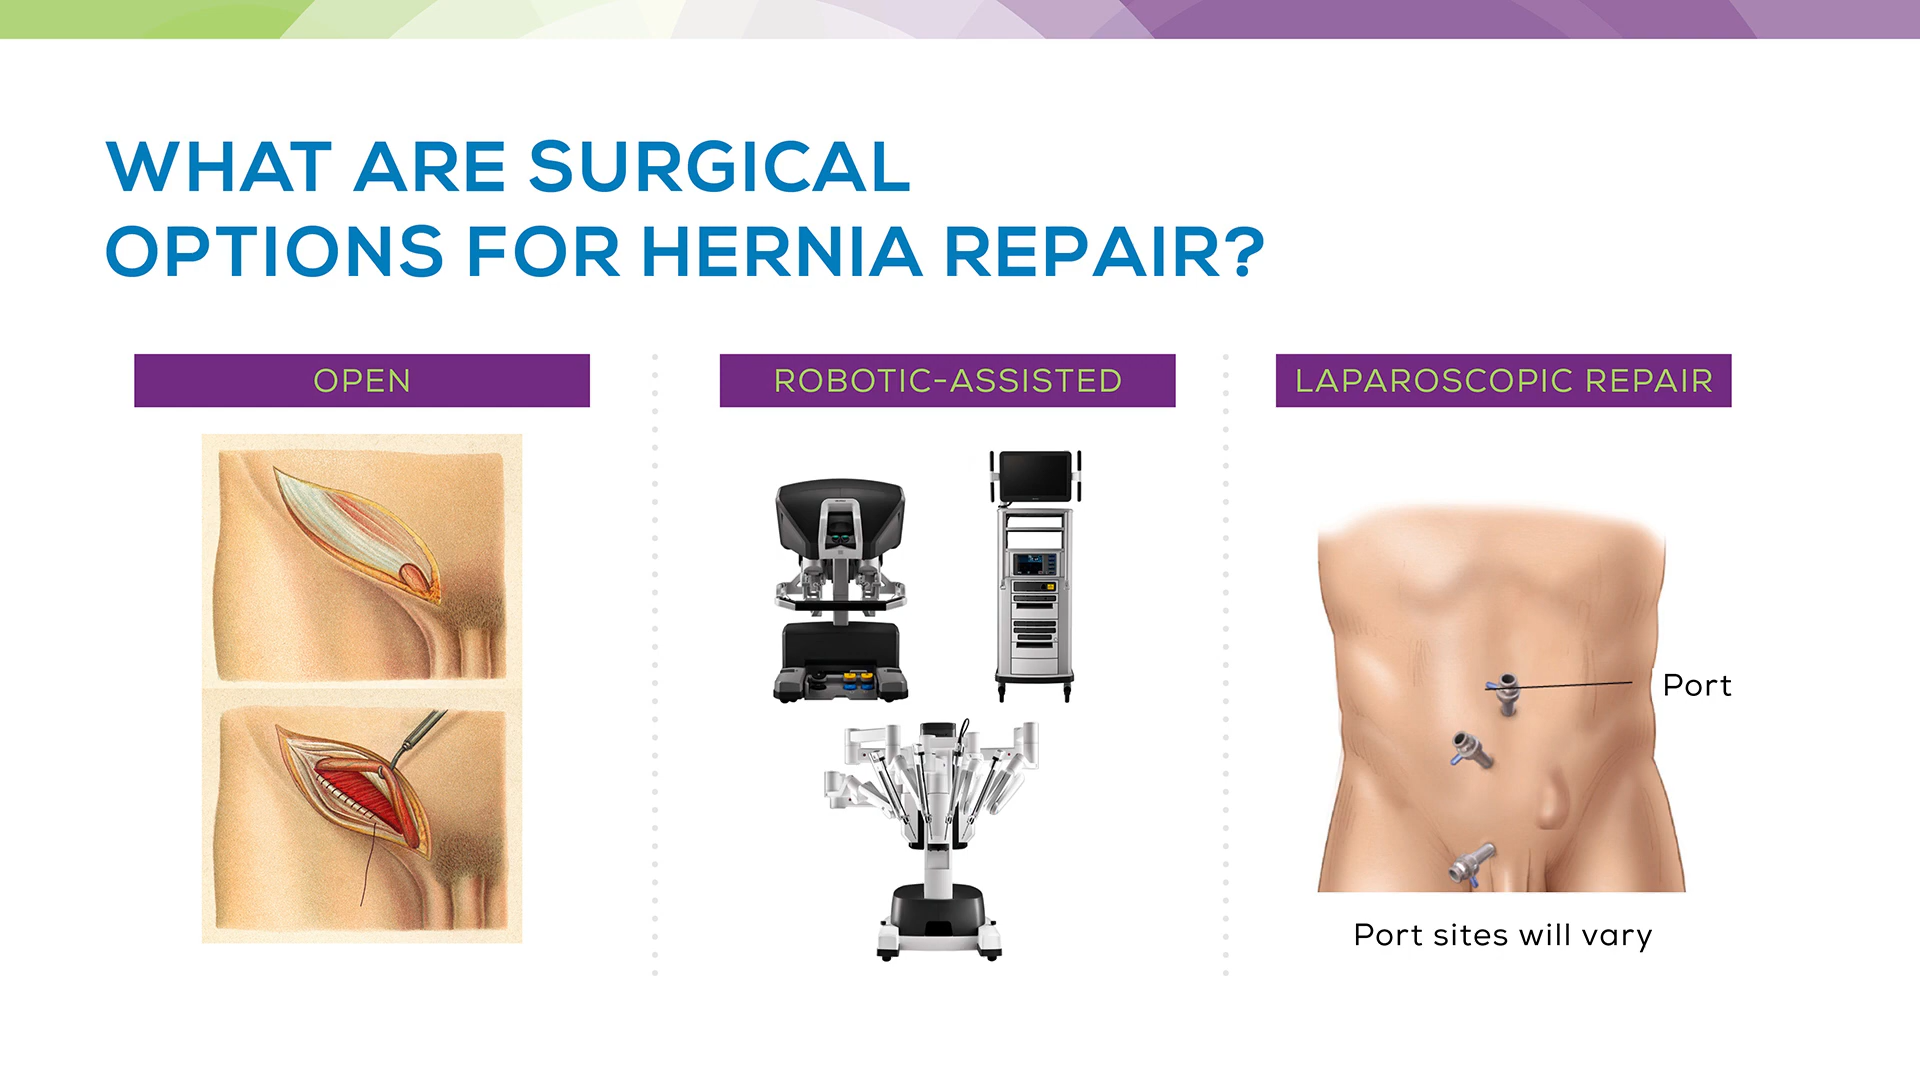 WHAT ARE SURGICAL
OPTIONS FOR HERNIA REPAIR?
OPEN
ROBOTIC-ASSISTED
LAPAROSCOPIC REPAIR
Port
Port sites will vary